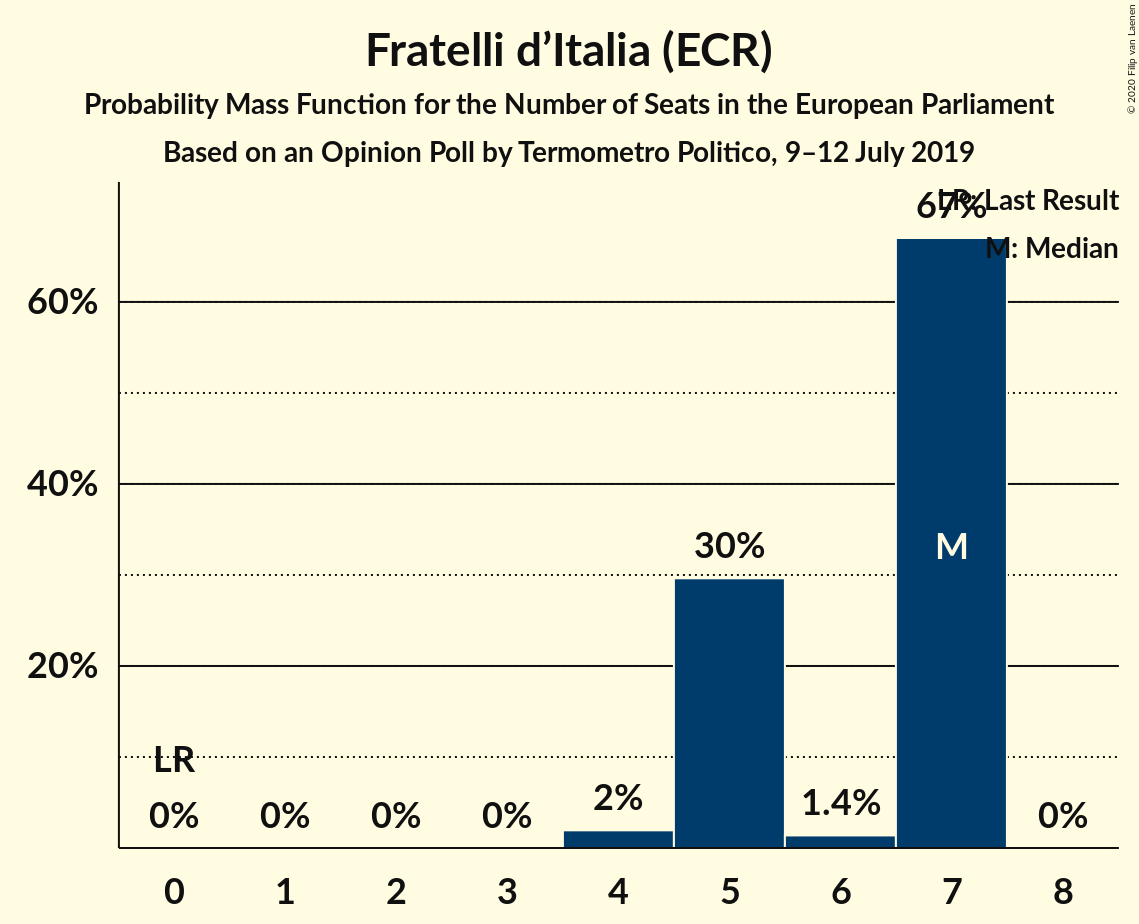 Fratelli d’Italia (ECR)
Probability Mass Function for the Number of Seats in the European Parliament
Based on an Opinion Poll by Termometro Politico, 9–12 July 2019
© 2020 Filip van Laenen
LR: Last Result
M: Median
67%
60%
40%
30%
M
20%
LR
0%
0%
0%
0%
2%
1.4%
0%
0 1 2 3 4 5 6 7 8